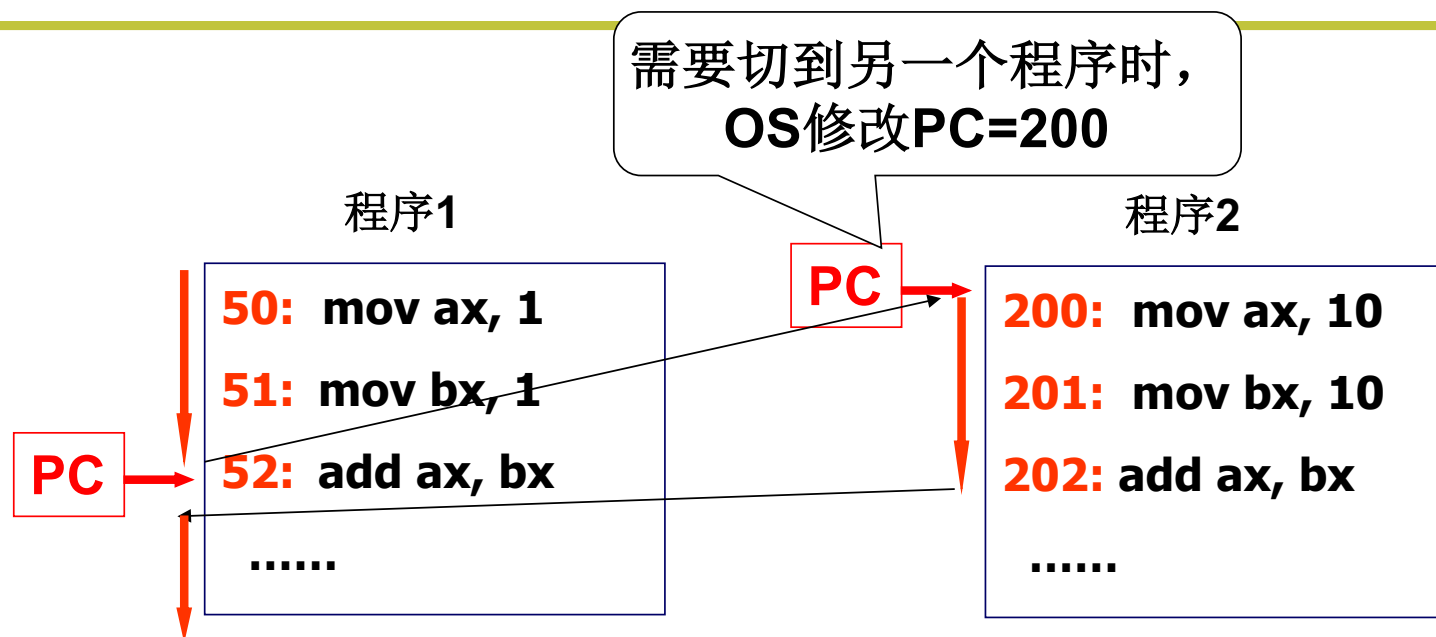 需要切到另一个程序时，
OS修改PC=200
程序1
50: mov ax, 1
51: mov bx, 1
52: add ax, bx
......
PC
程序2
PC
200: mov ax, 10
201: mov bx, 10
202: add ax, bx
......